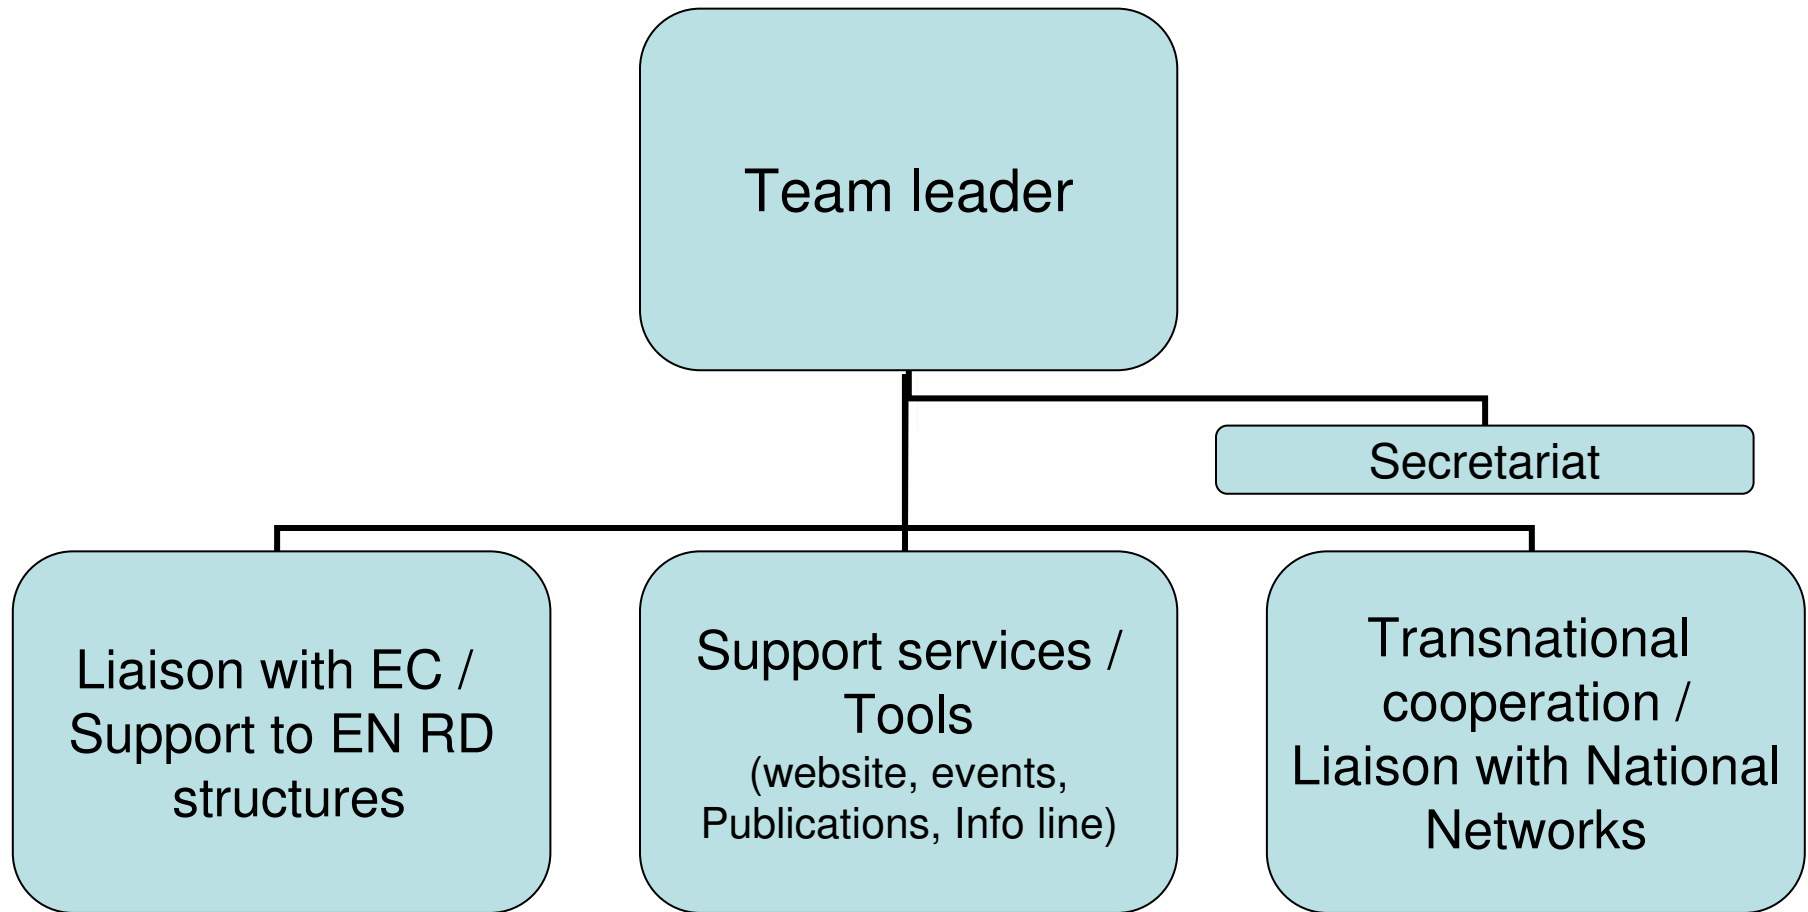 Team leader
Secretariat
Liaison with EC /
Support to EN RD
structures
Support services /
Tools
(website, events,
Publications, Info line)
Transnational
cooperation /
Liaison with National
Networks